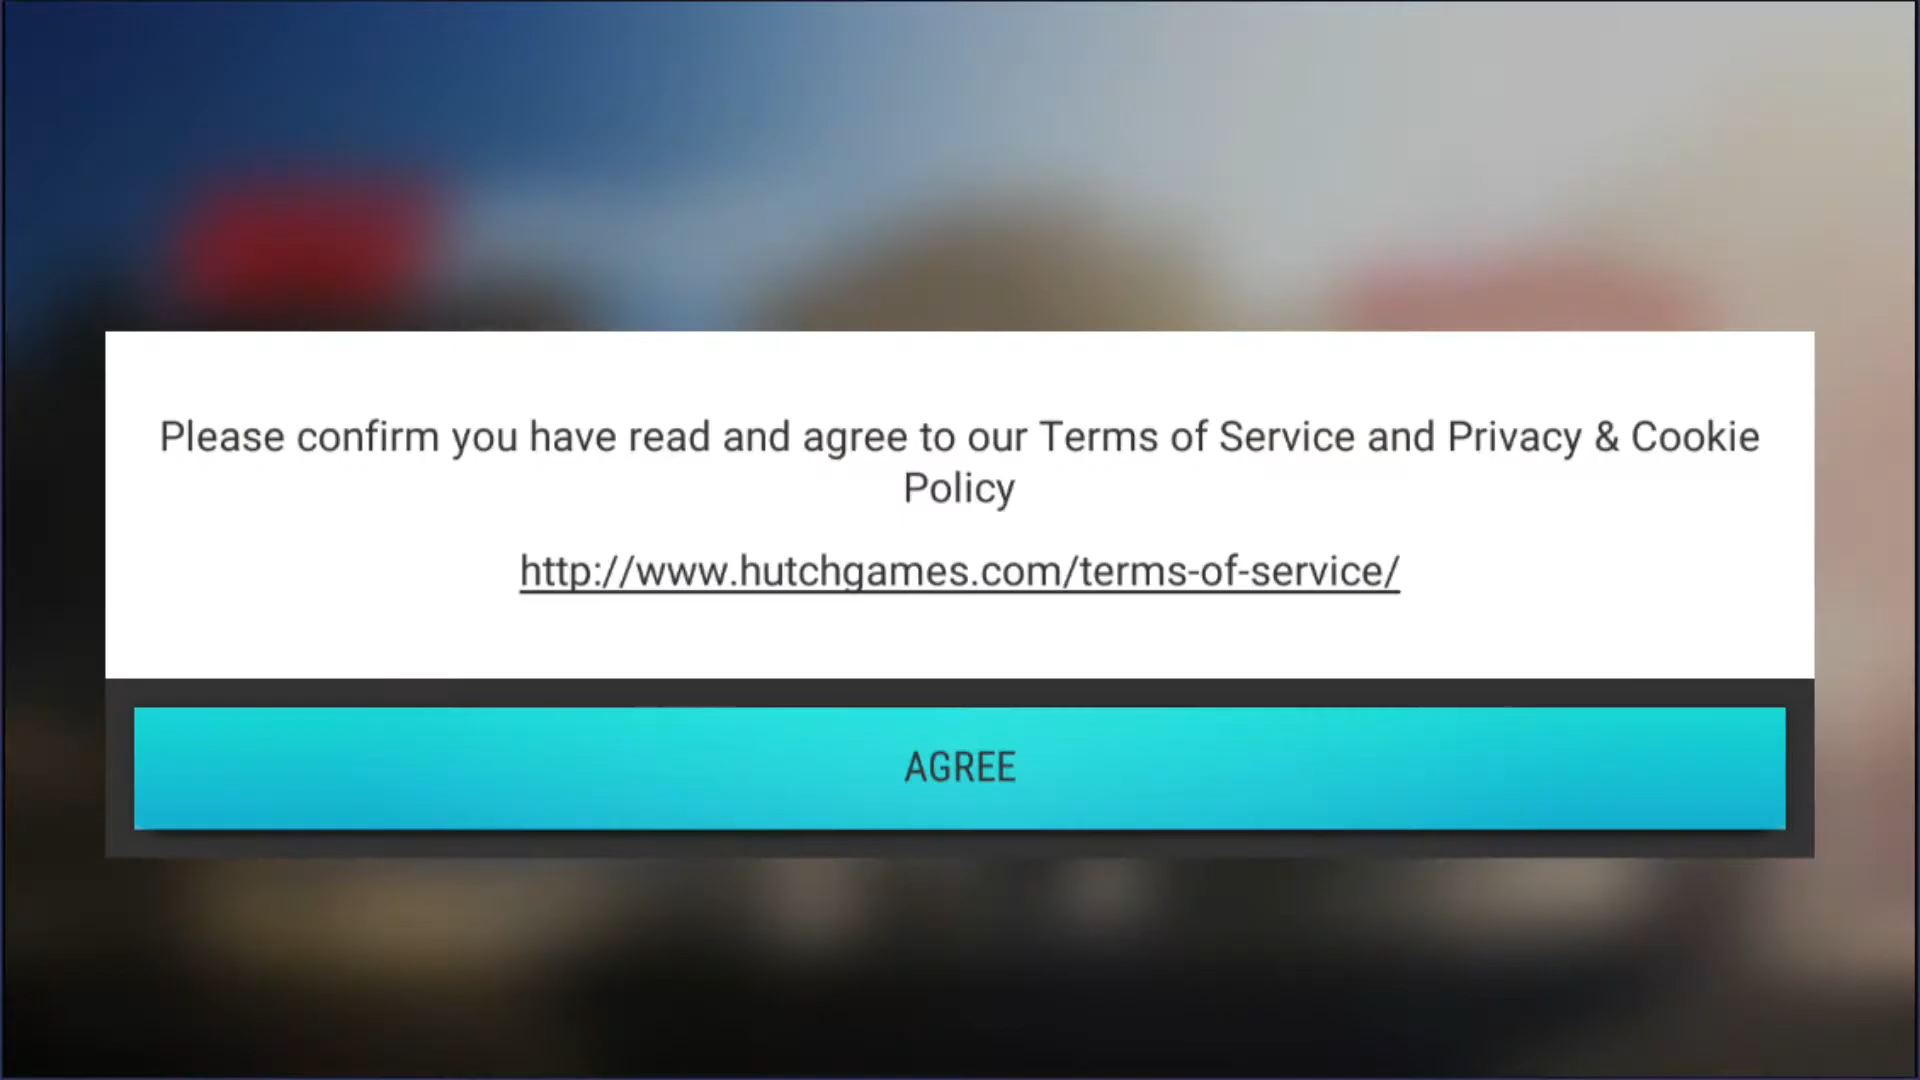 Please confirm you have read and agree to our Terms of Service and Privacy & Cookie
Policy
http://www.hutchgames.com/terms-of-service/
AGREE